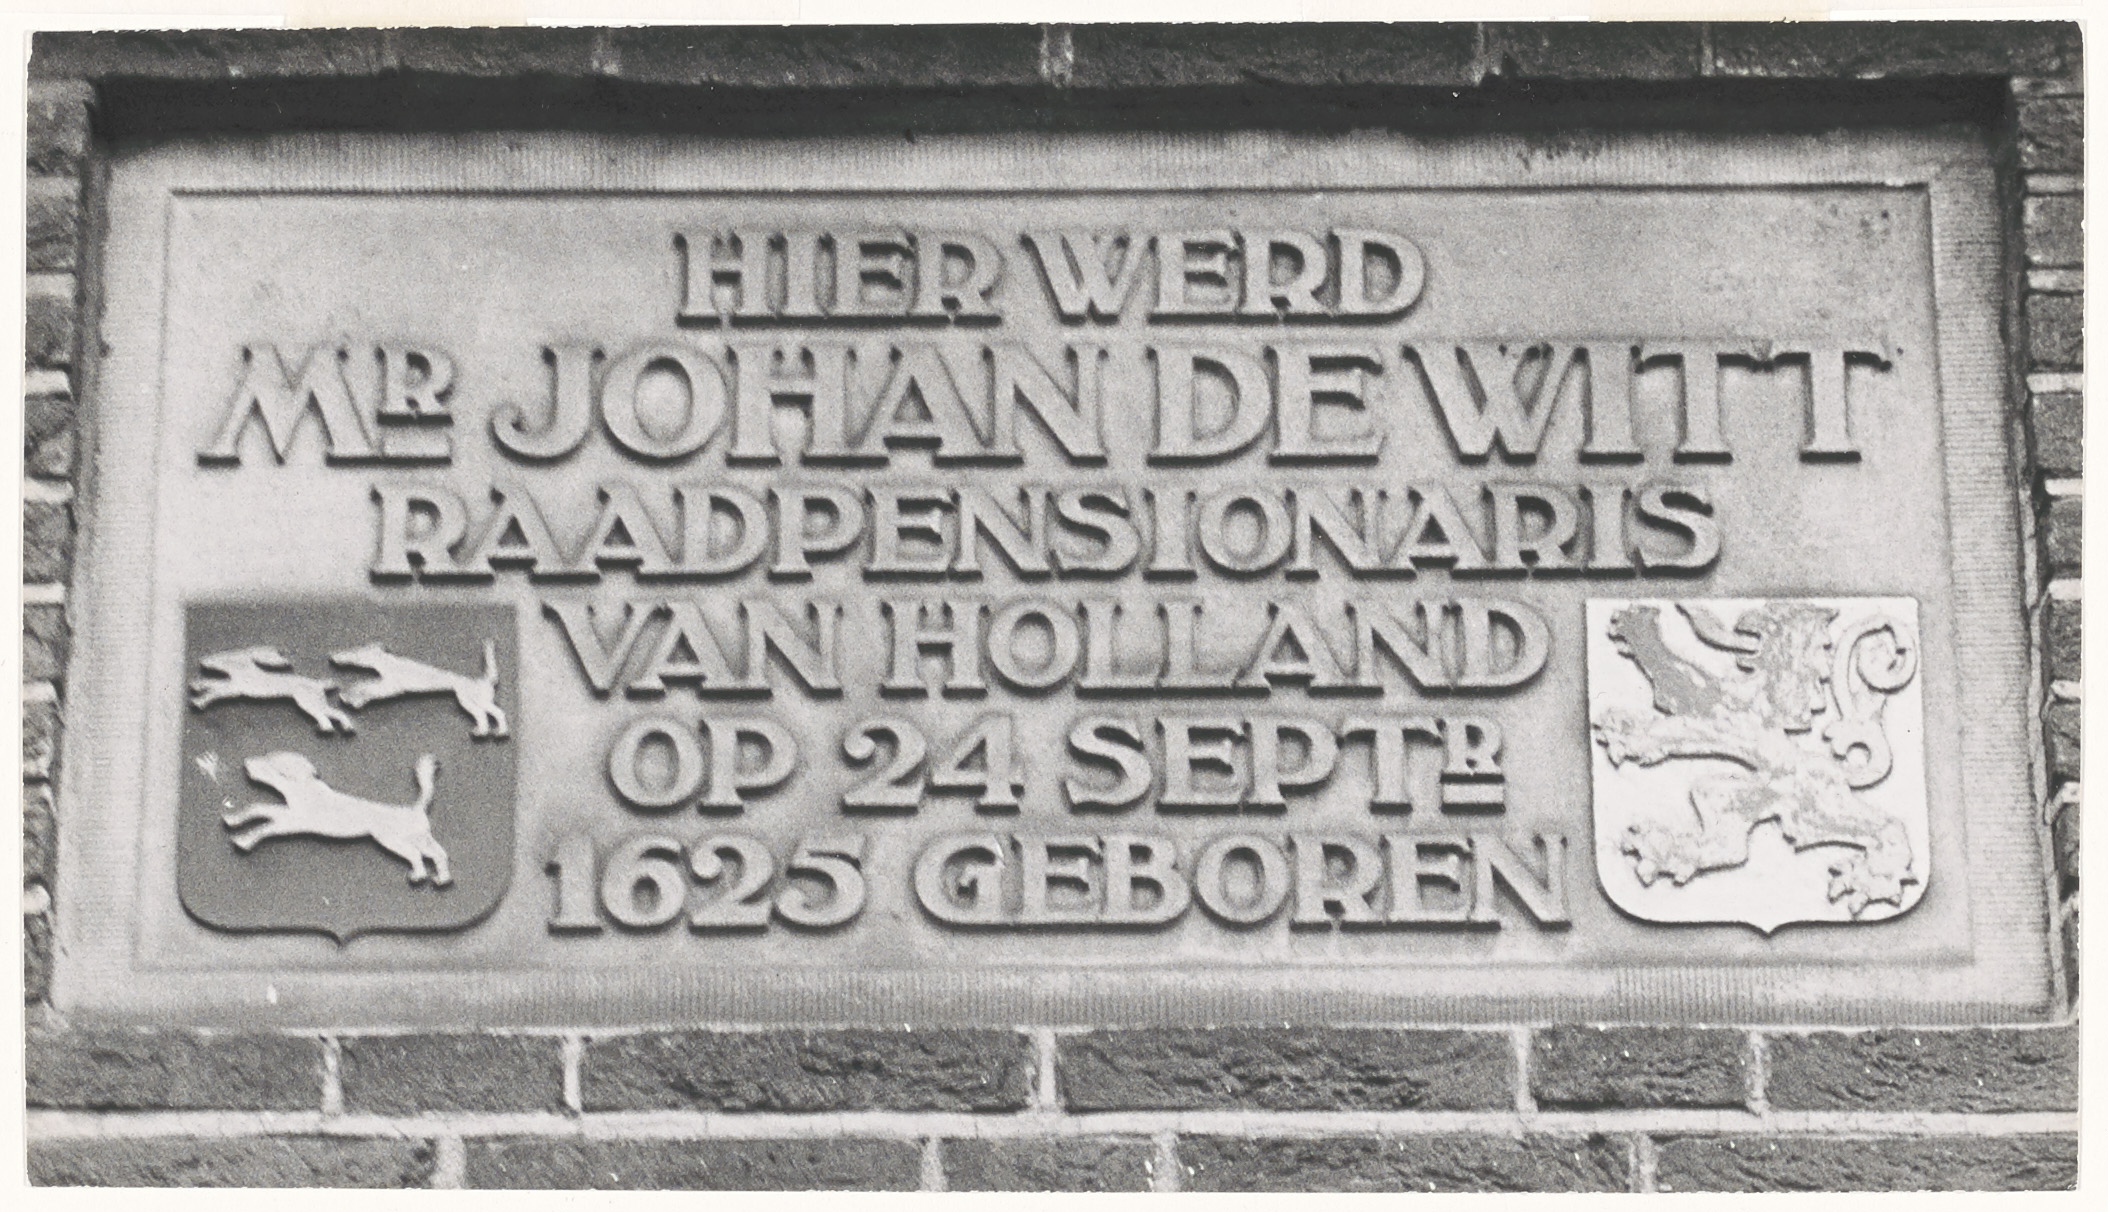 HIER WERD
MR JOHAN DE WITT
RAADPENSIONARIS
VAN HOLLAND
OP 24 SEPTR
1625 GEBOREN